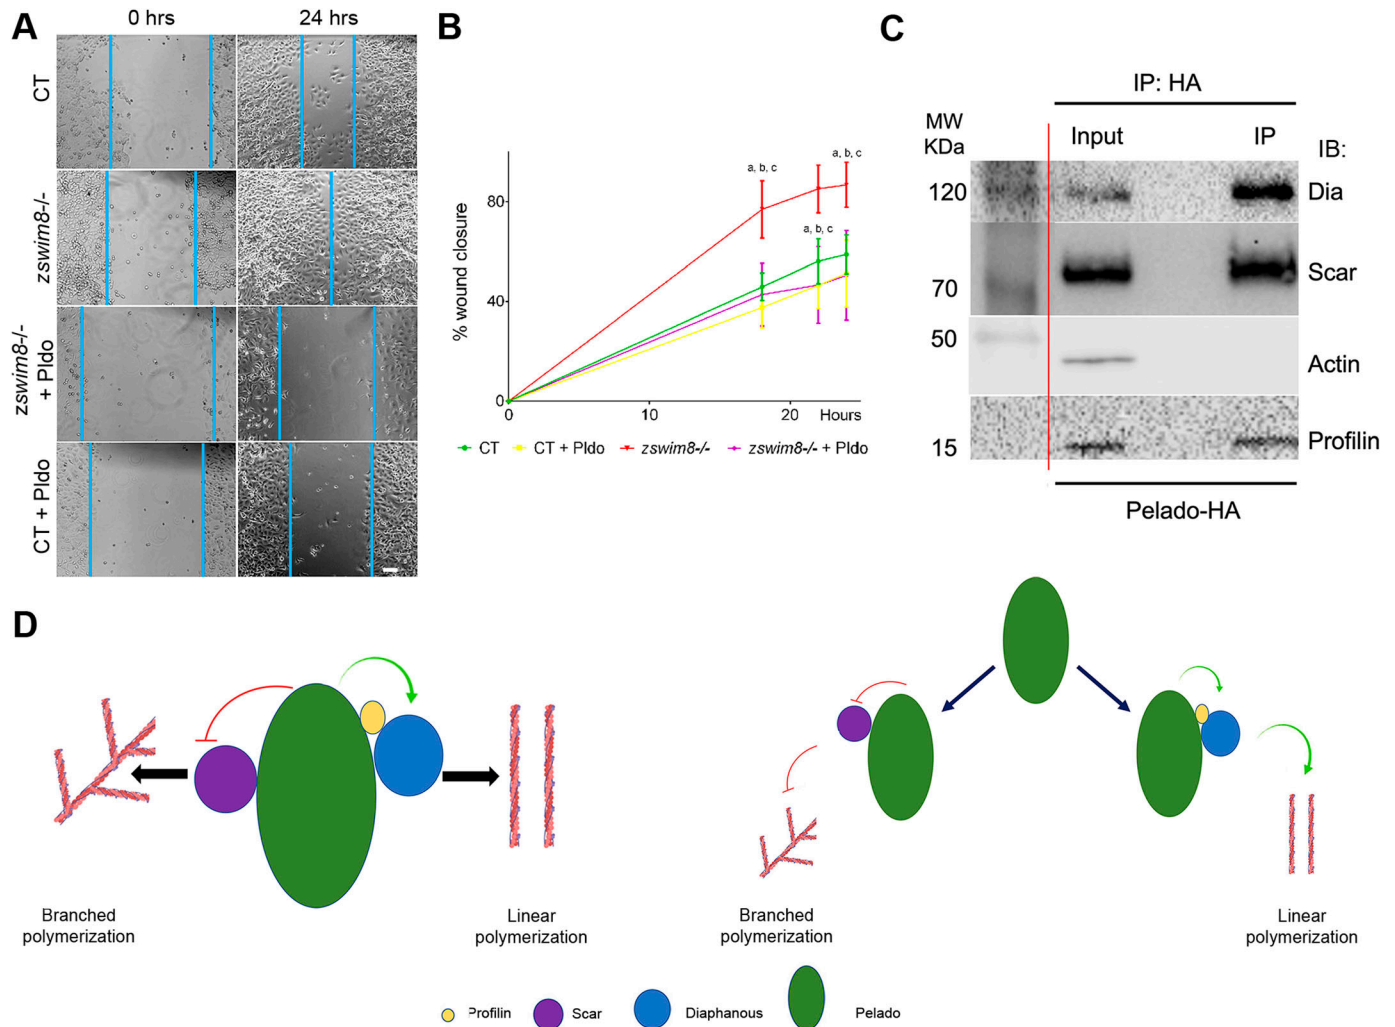 A
0 hrs
24 hrs
CT
zswim8-/-
zswim8-/-
+ Pldo
CT + Pldo
B
% wound closure
80
40
0
0
10
20
Hours
a, b, c
a, b, c
a, b, c
CT
CT + Pldo
zswim8-/-
zswim8-/- + Pldo
C
IP: HA
MW
KDa
Input
IP
IB:
120
Dia
70
Scar
50
Actin
15
Profilin
Pelado-HA
D
Branched
polymerization
Linear
polymerization
Branched
polymerization
Linear
polymerization
Profilin
Scar
Diaphanous
Pelado